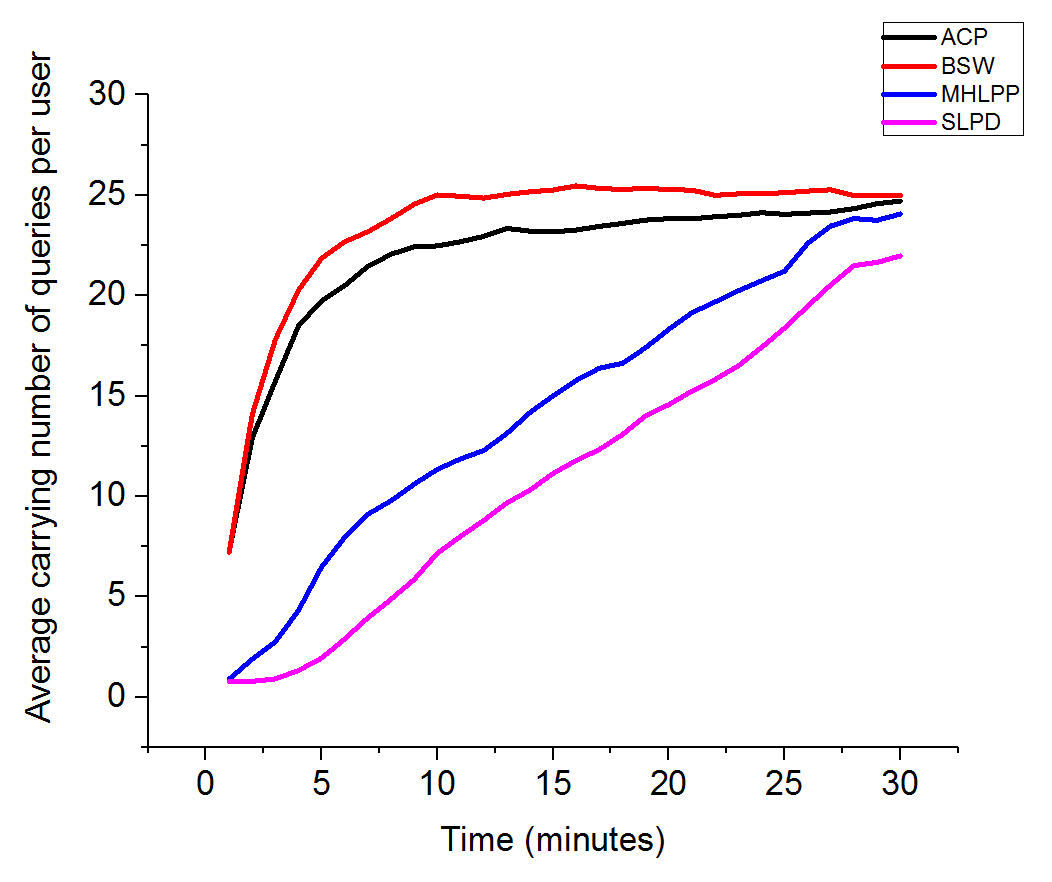 ACP
BSW
MHLPP
SLPD
Average carrying number of queries per user
30
25
20
15
10
5
0
0 5 10 15 20 25 30
Time (minutes)